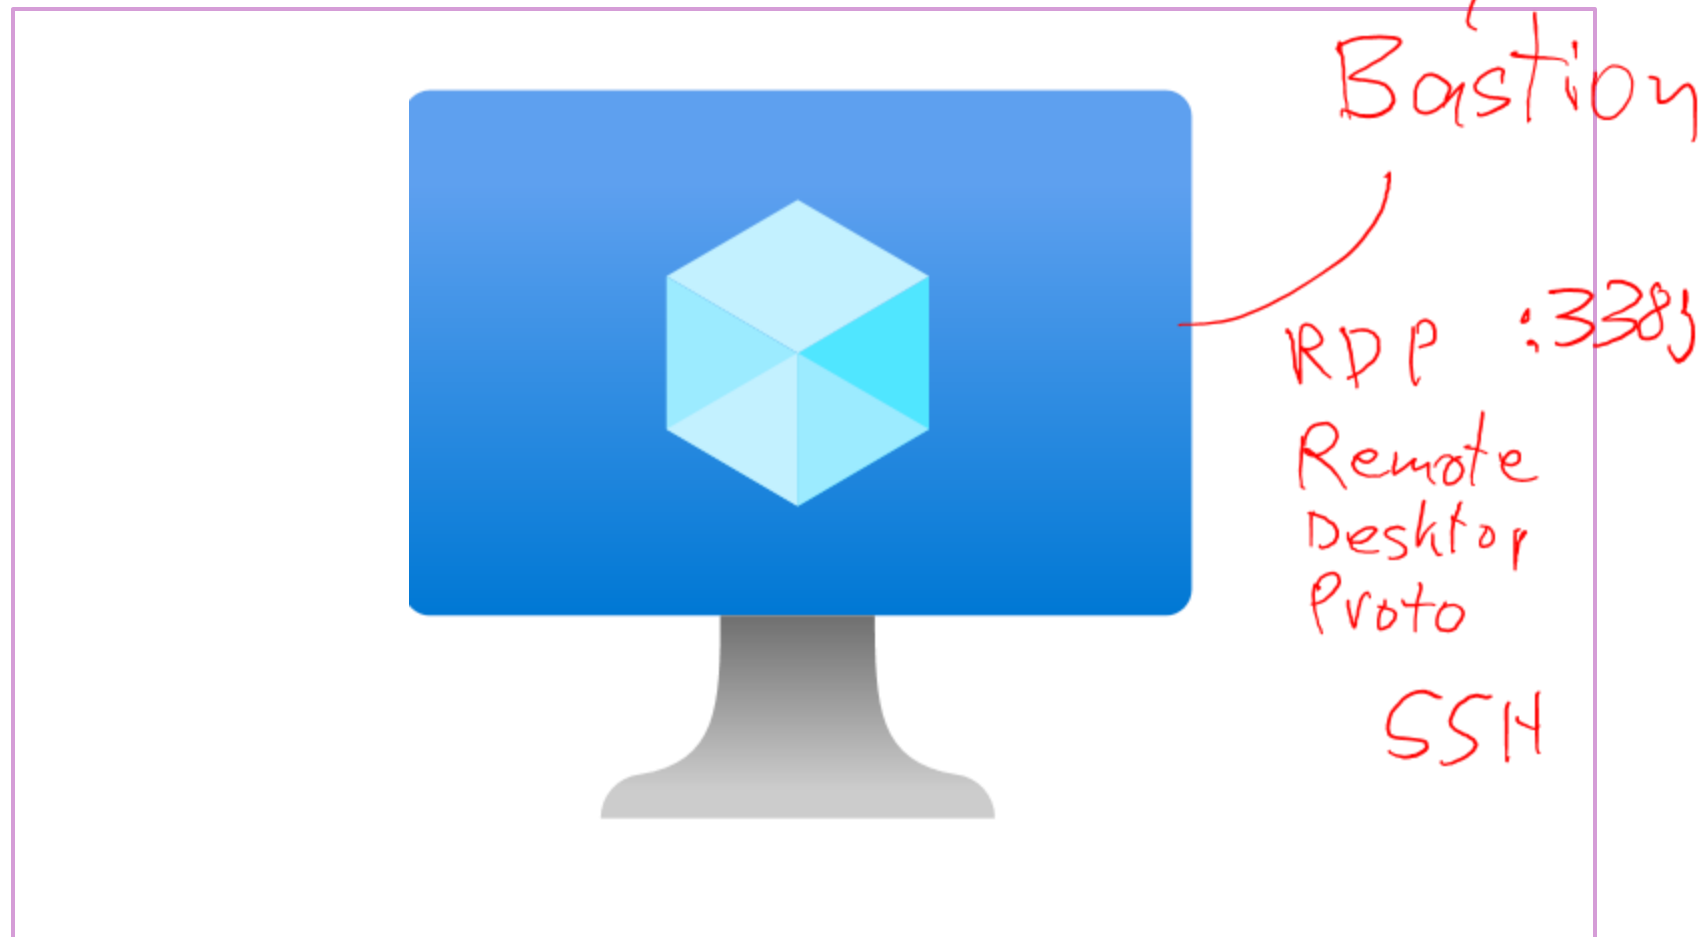 Bastion
RDP :3389
Remote
Desktop
Proto
SSH